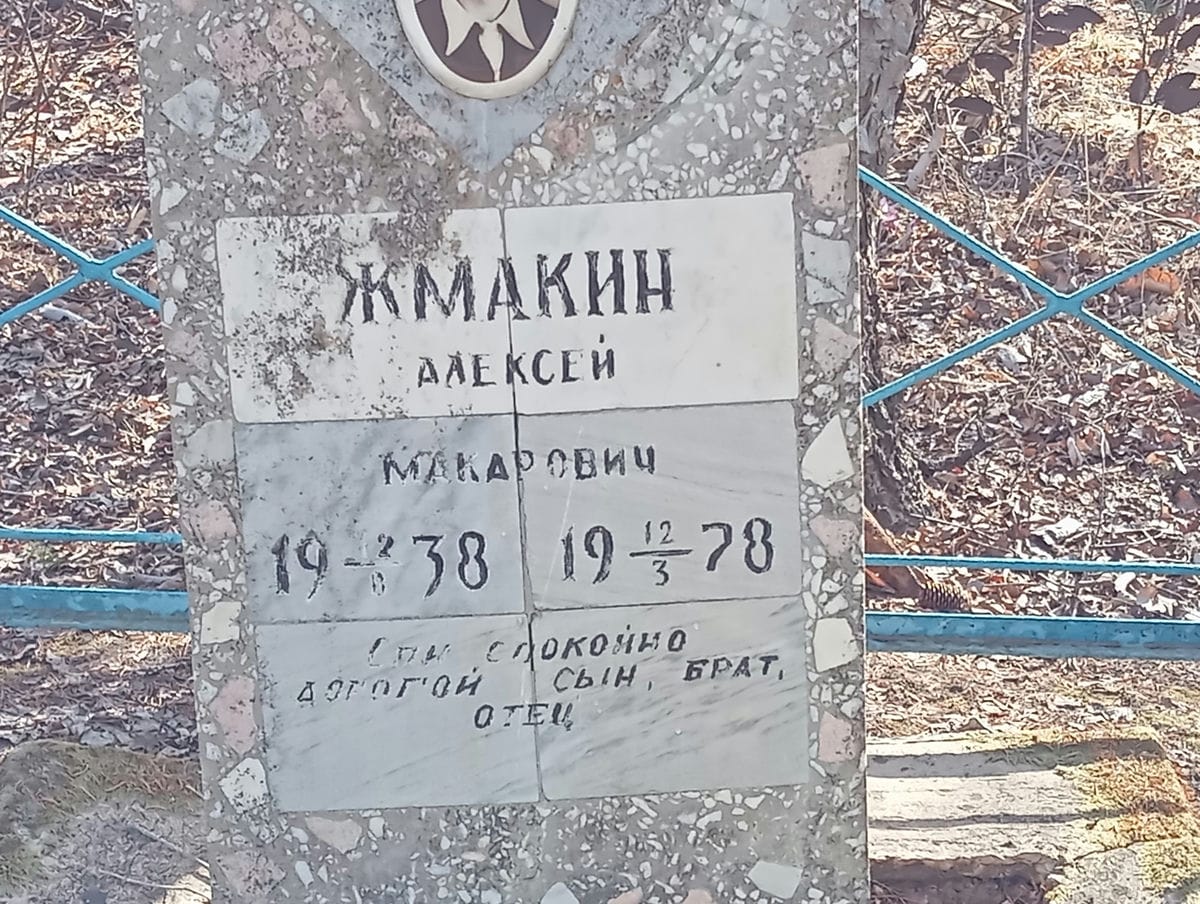 ЖМАКИН
АЛЕКСЕЙ
МАКАРОВИЧ
19 38 19 12/3 78
Спи спокойно
дорогой сын, брат,
отец